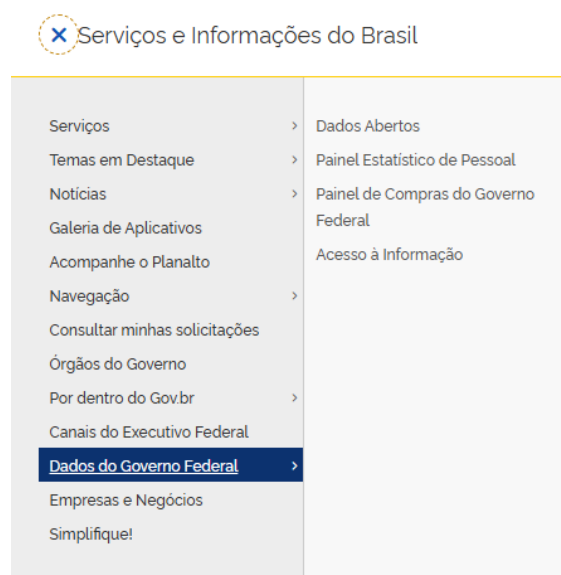 Serviços e Informações do Brasil
Serviços
Temas em Destaque
Notícias
Galeria de Aplicativos
Acompanhe o Planalto
Navegação
Consultar minhas solicitações
Órgãos do Governo
Por dentro do Gov.br
Canais do Executivo Federal
Dados do Governo Federal
Empresas e Negócios
Simplifique!
Dados Abertos
Painel Estatístico de Pessoal
Painel de Compras do Governo
Federal
Acesso à Informação